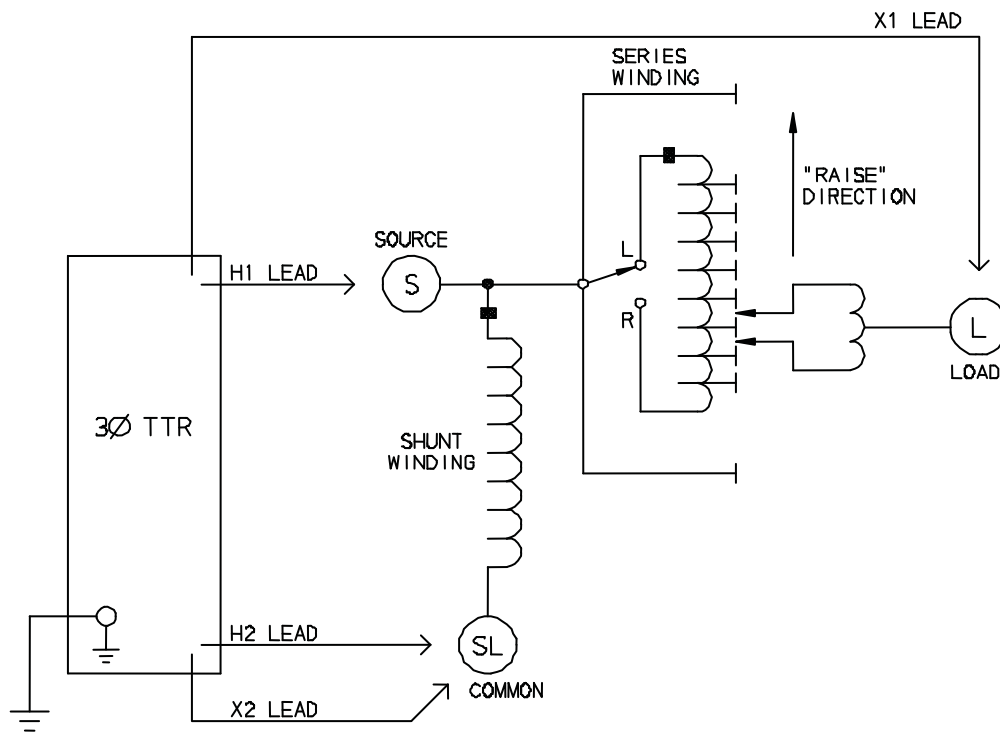 X1 LEAD
SERIES
WINDING
"RAISE"
DIRECTION
SOURCE
H1 LEAD
S
L
R
L
LOAD
3Ø TTR
SHUNT
WINDING
H2 LEAD
SL
COMMON
X2 LEAD